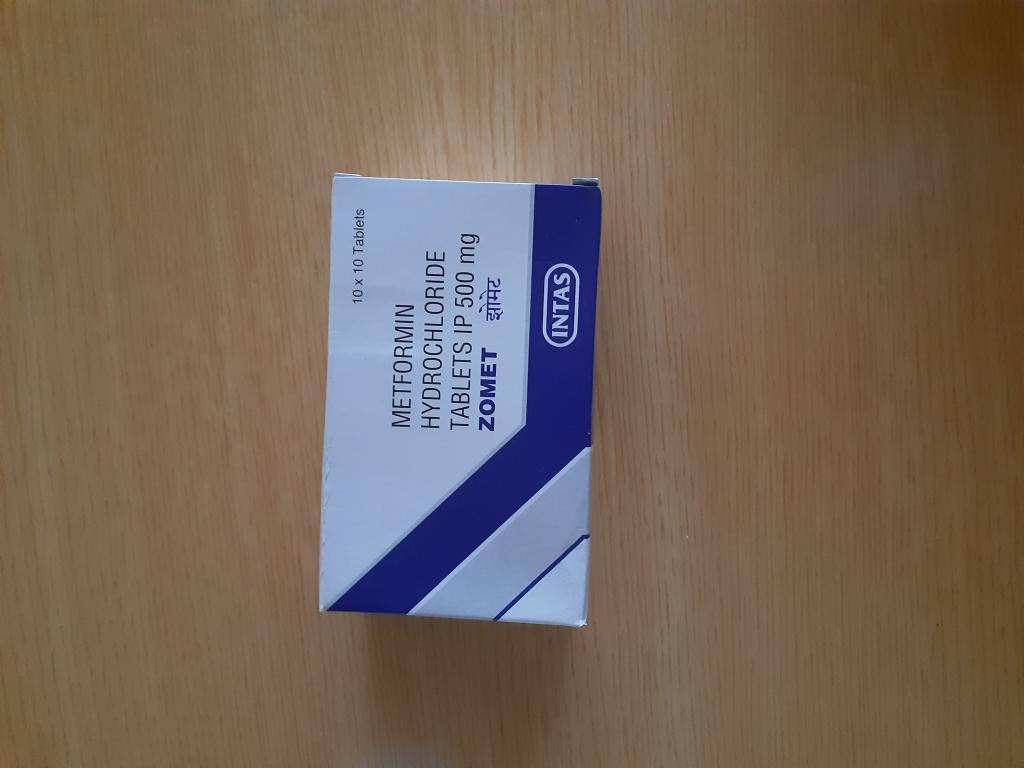 10 x 10 Tablets
METFORMIN
HYDROCHLORIDE
TABLETS IP 500 mg
ZOMET झोमेट
INTAS